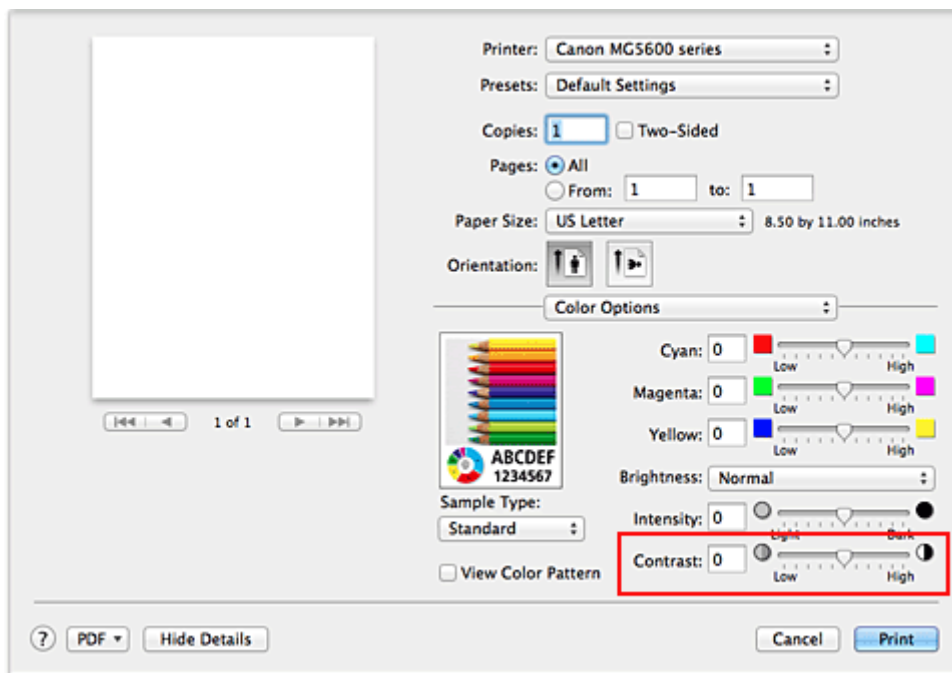 Printer: Canon MG5600 series
Presets: Default Settings
Copies: 1 Two-Sided
Pages: All
From: 1 to: 1
Paper Size: US Letter 8.50 by 11.00 inches
Orientation:
Color Options
1 of 1
ABCDEF
1234567
Sample Type:
Standard
View Color Pattern
Cyan: 0
Low High
Magenta: 0
Low High
Yellow: 0
Low High
Brightness: Normal
Intensity: 0
Light Dark
Contrast: 0
Low High
? PDF Hide Details Cancel Print